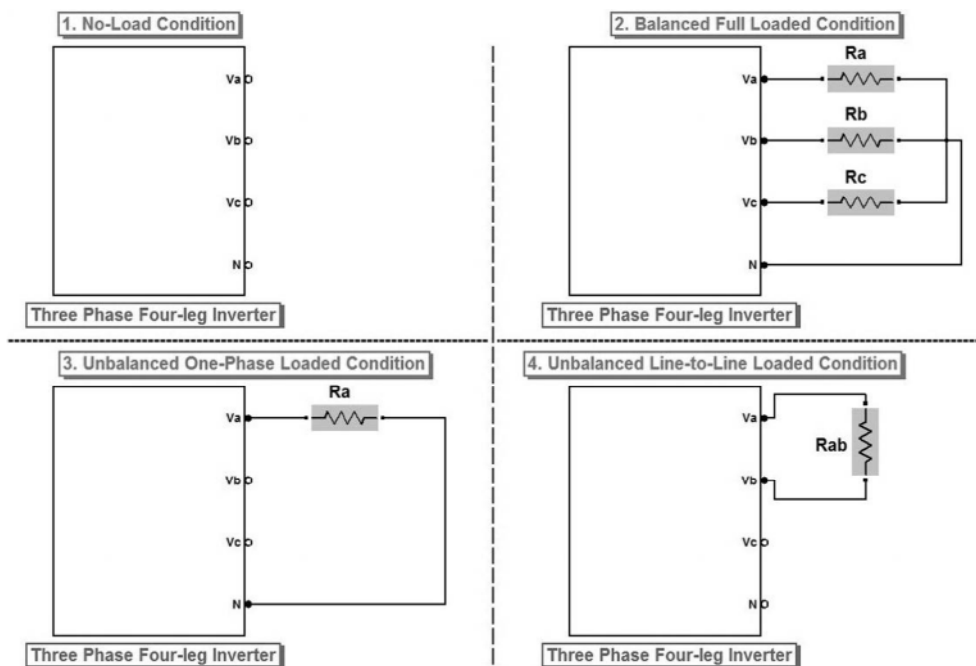 1. No-Load Condition
Va
Vb
Vc
N
Three Phase Four-leg Inverter
2. Balanced Full Loaded Condition
Ra
Va
Rb
Vb
Rc
Vc
N
Three Phase Four-leg Inverter
3. Unbalanced One-Phase Loaded Condition
Ra
Va
Vb
Vc
N
Three Phase Four-leg Inverter
4. Unbalanced Line-to-Line Loaded Condition
Va
Rab
Vb
Vc
N
Three Phase Four-leg Inverter